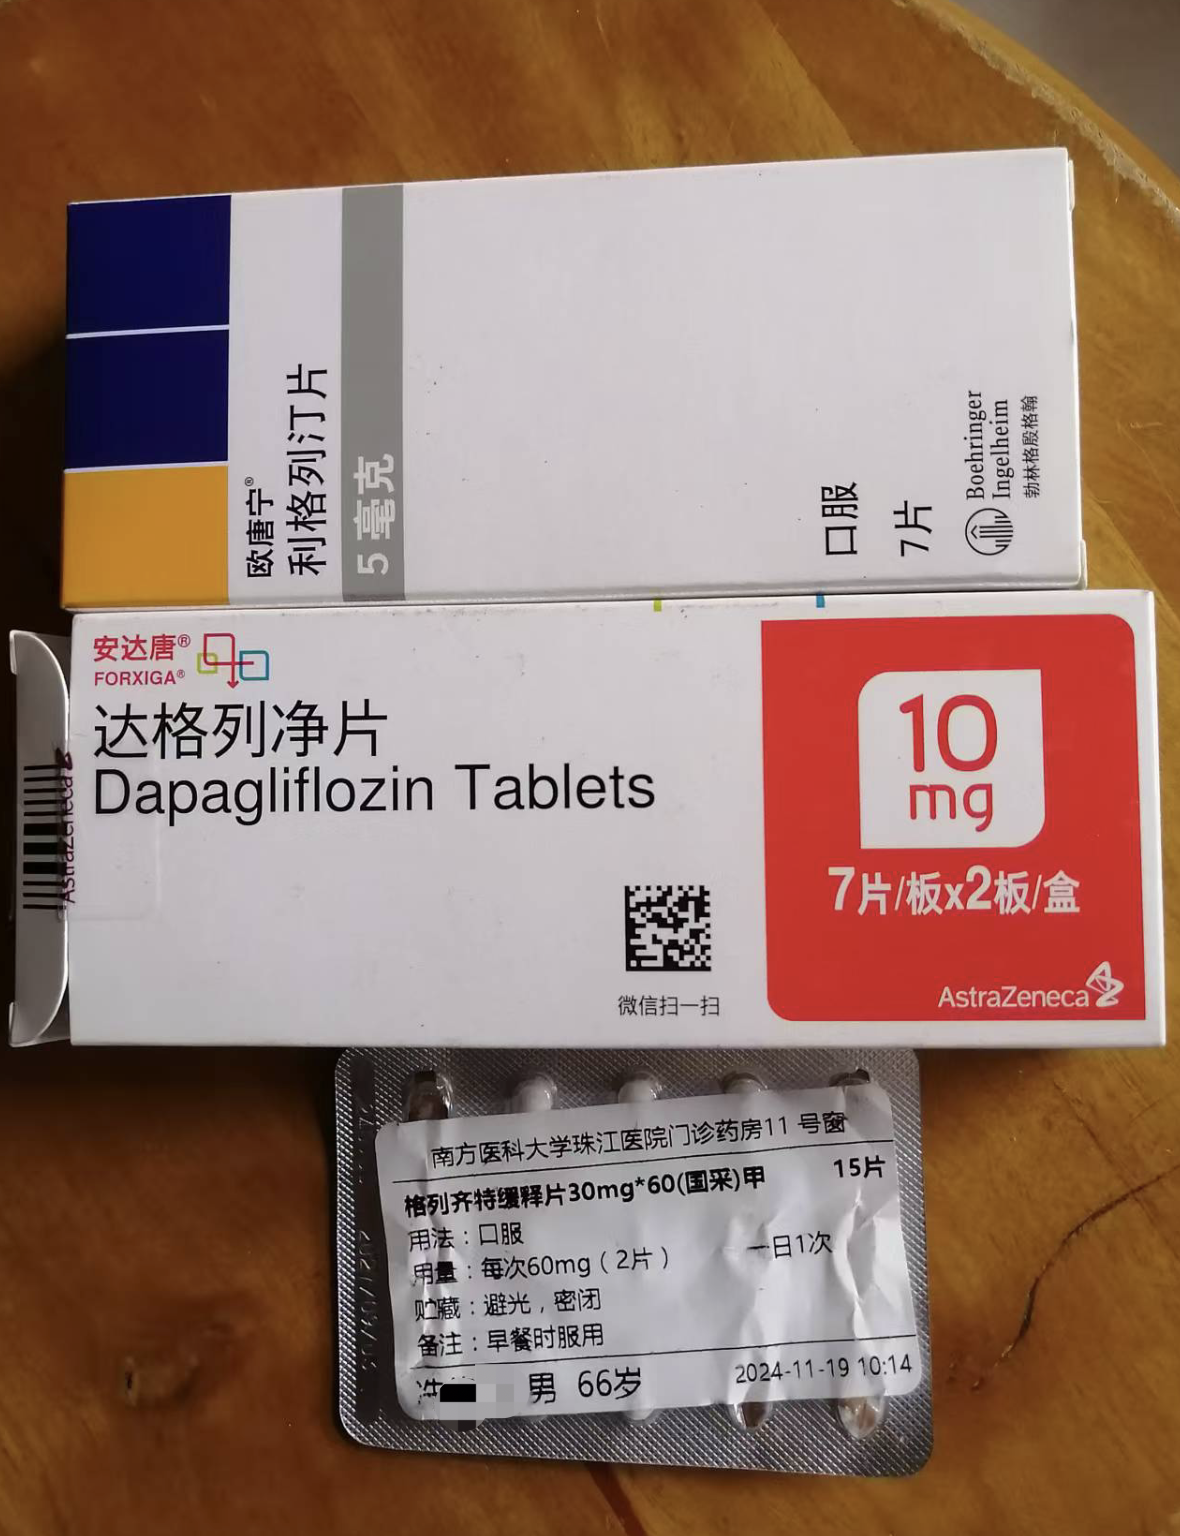 欧唐宁®
利格列汀片
5 毫克
口服
7片
Boehringer
Ingelheim
勃林格殷格翰
安达唐®
FORXIGA®
达格列净片
Dapagliflozin Tablets
10
mg
7片/板x2板/盒
AstraZeneca
微信扫一扫
AstraZeneca
南方医科大学珠江医院门诊药房11 号窗
格列齐特缓释片30mg*60(国采)甲 15片
用法：口服
用量：每次60mg（2片） 一日1次
贮藏：避光，密闭
备注：早餐时服用
男 66岁 2024-11-19 10:14